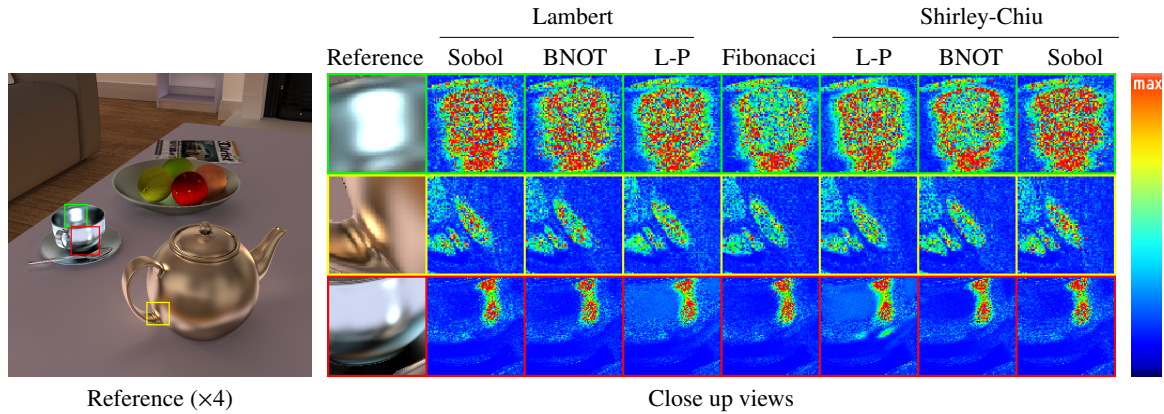 Lambert Shirley-Chiu
Reference Sobol BNOT L-P Fibonacci L-P BNOT Sobol
max
Reference (×4) Close up views